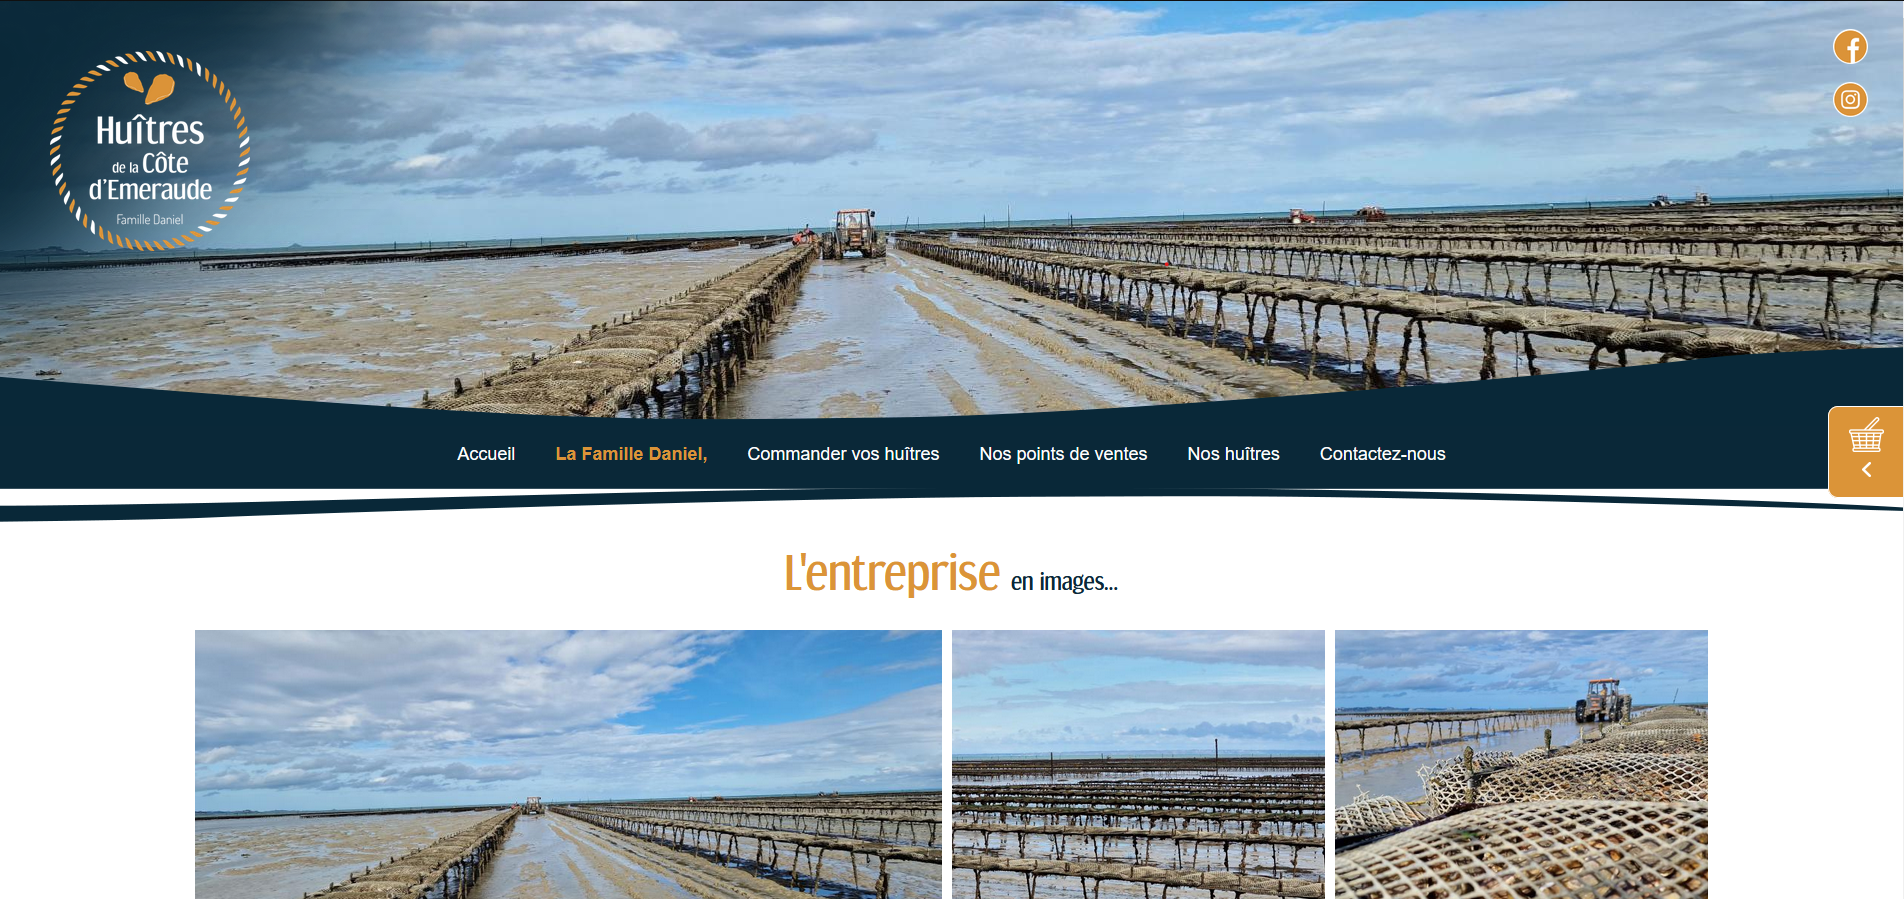 Huîtres
de la Côte
d'Emeraude
Famille Daniel
Accueil La Famille Daniel, Commander vos huîtres Nos points de ventes Nos huîtres Contactez-nous
L'entreprise en images...